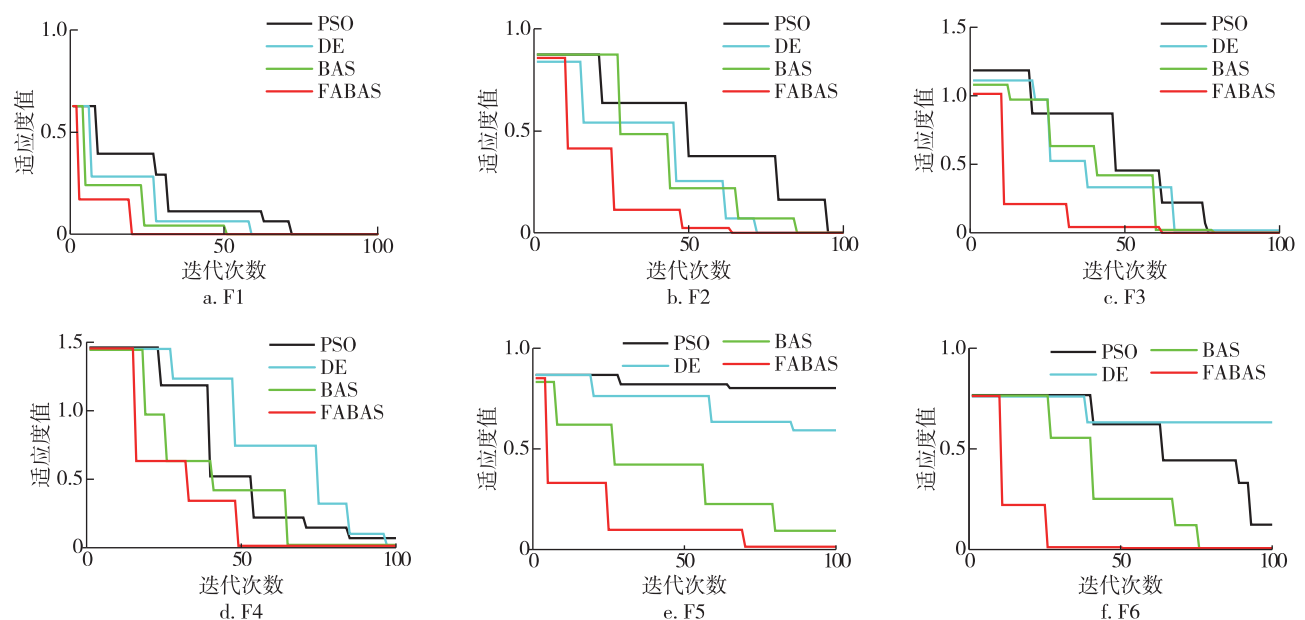 1.0
0.5
0
0
50
100
适应度值
迭代次数
PSO
DE
BAS
FABAS
a. F1
1.0
0.5
0
0
50
100
适应度值
迭代次数
PSO
DE
BAS
FABAS
b. F2
1.5
1.0
0.5
0
0
50
100
适应度值
迭代次数
PSO
DE
BAS
FABAS
c. F3
1.5
1.0
0.5
0
0
50
100
适应度值
迭代次数
PSO
DE
BAS
FABAS
d. F4
1.0
0.5
0
0
50
100
适应度值
迭代次数
PSO
DE
BAS
FABAS
e. F5
1.0
0.5
0
0
50
100
适应度值
迭代次数
PSO
DE
BAS
FABAS
f. F6